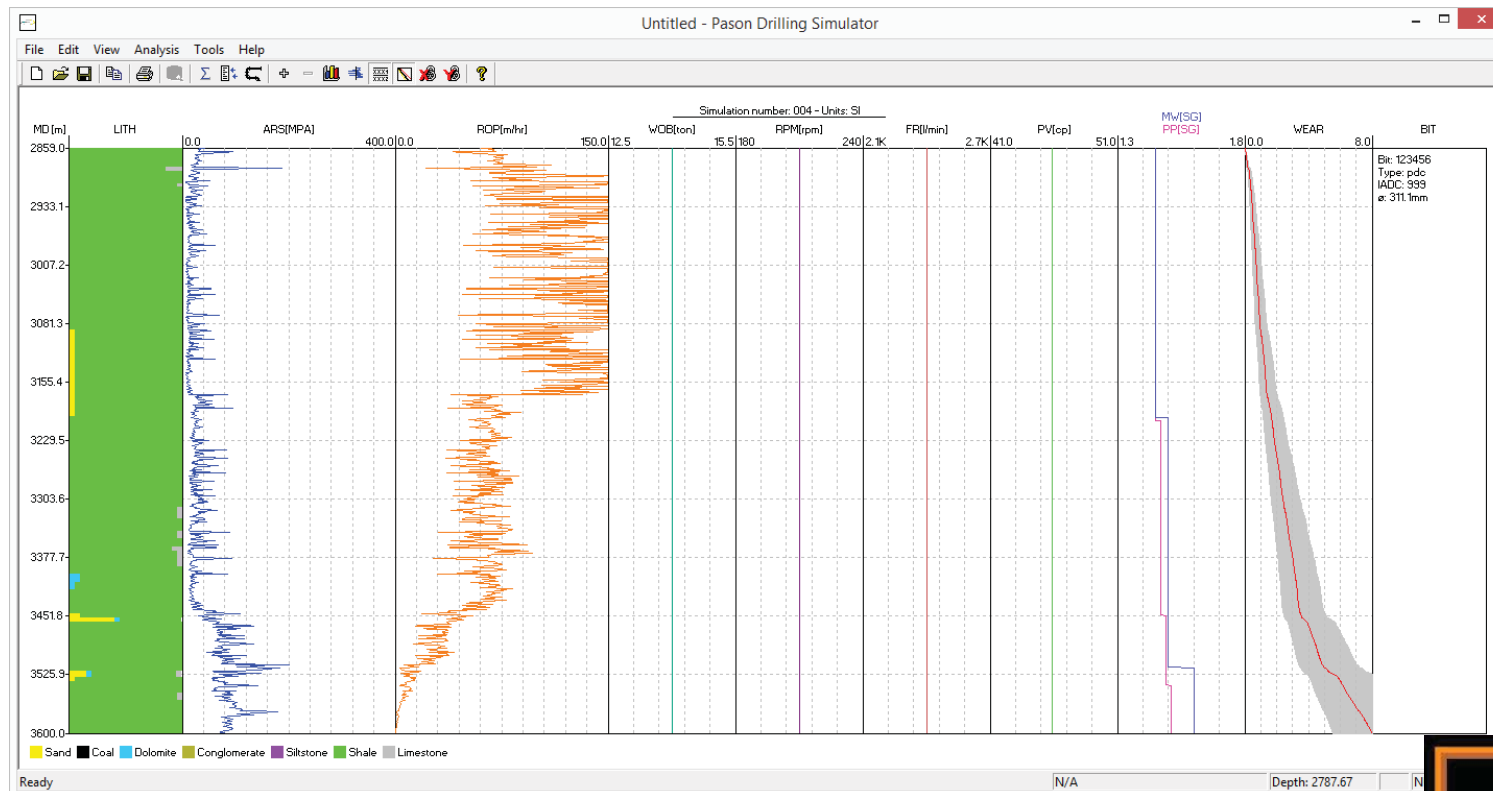 Untitled - Pason Drilling Simulator
File Edit View Analysis Tools Help
Simulation number: 004 - Units: SI
MD [m] LITH ARS[MPA] ROP[m/hr] WOB[ton] RPM[rpm] FR[l/min] PV[cp] MW[SG] PP[SG] WEAR BIT
0.0 400.0 0.0 150.0 12.5 15.5 180 240 2.1K 2.7K 41.0 51.0 1.3 1.8 0.0 8.0
2859.0
Bit: 123456
Type: pdc
IADC: 999
ø: 311.1mm
2933.1
3007.2
3081.3
3155.4
3229.5
3303.6
3377.7
3451.8
3525.9
3600.0
Sand Coal Dolomite Conglomerate Siltstone Shale Limestone
Ready N/A Depth: 2787.67 N